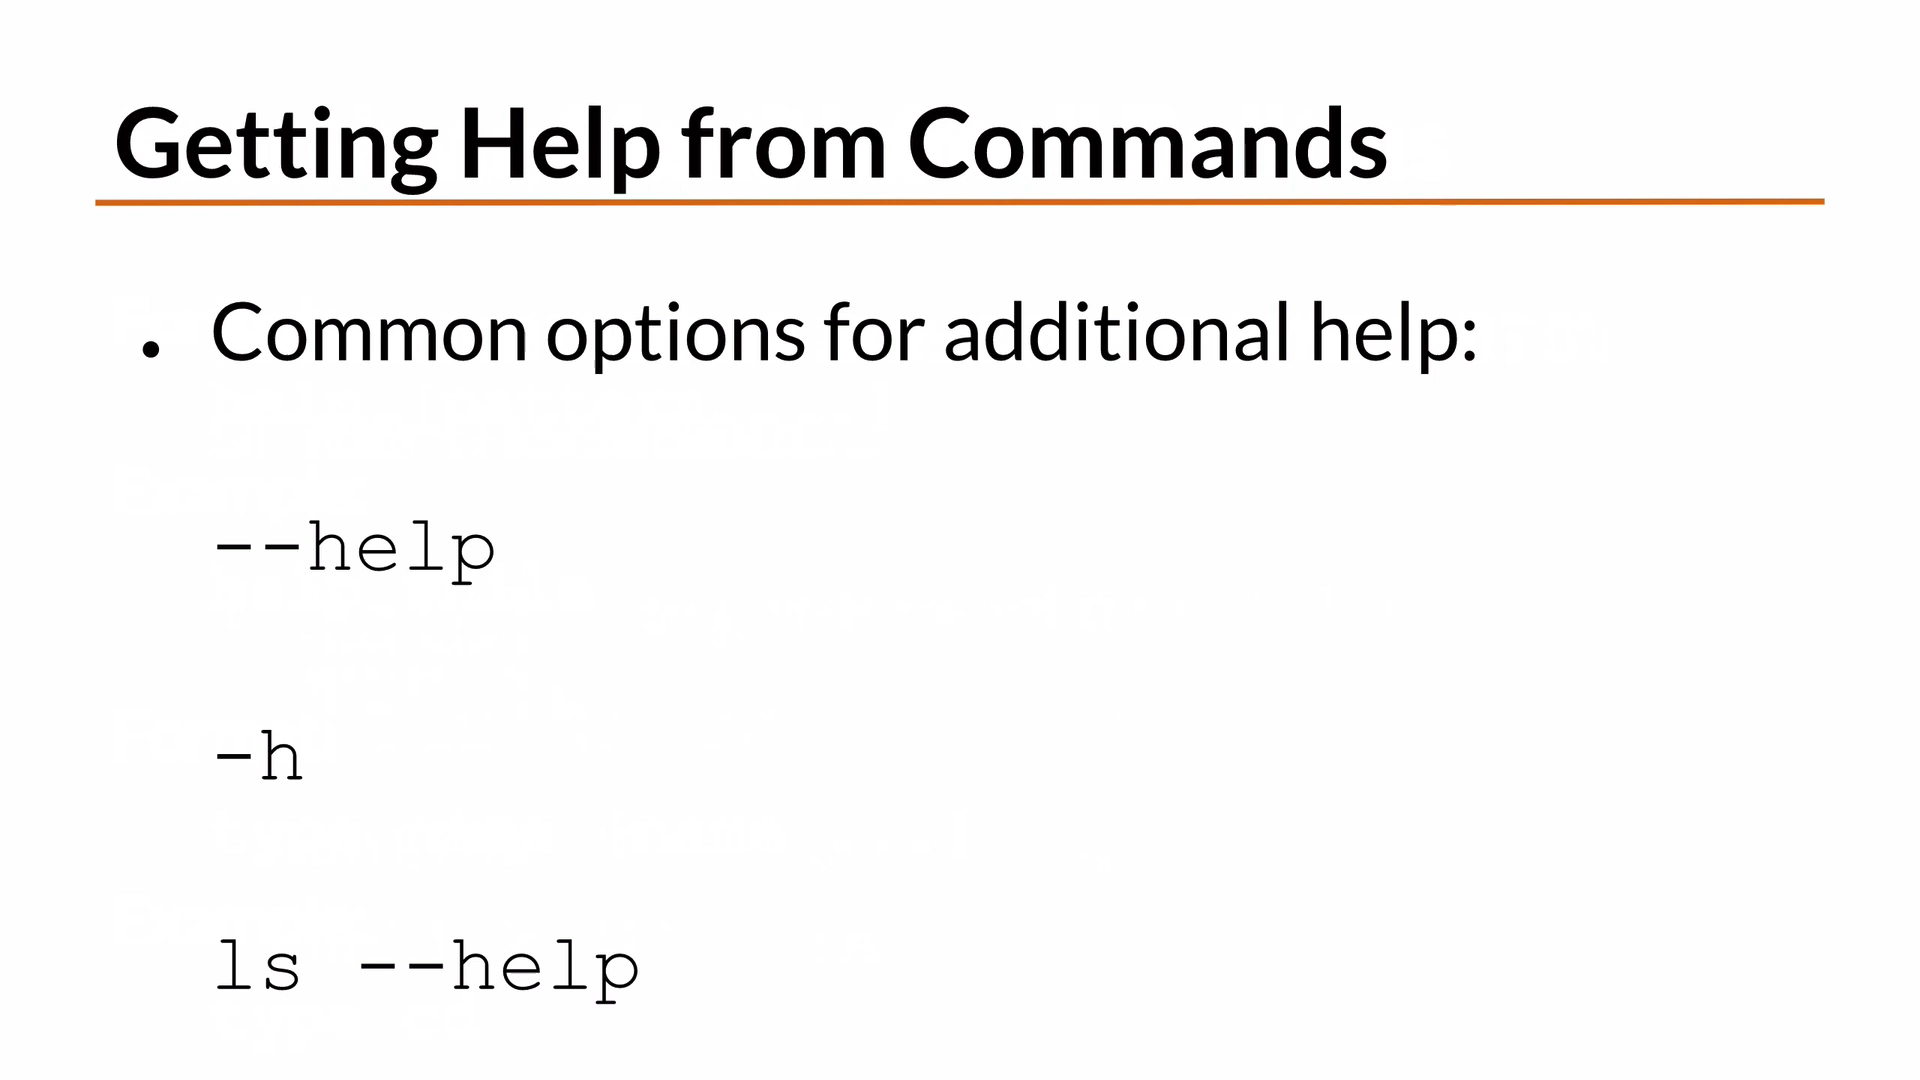 Getting Help from Commands
• Common options for additional help:
--help
-h
ls --help